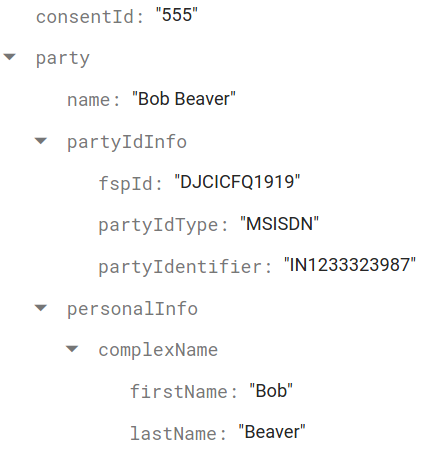 consentId: "555"
party
name: "Bob Beaver"
partyIdInfo
fspId: "DJCICFQ1919"
partyIdType: "MSISDN"
partyIdentifier: "IN1233323987"
personalInfo
complexName
firstName: "Bob"
lastName: "Beaver"